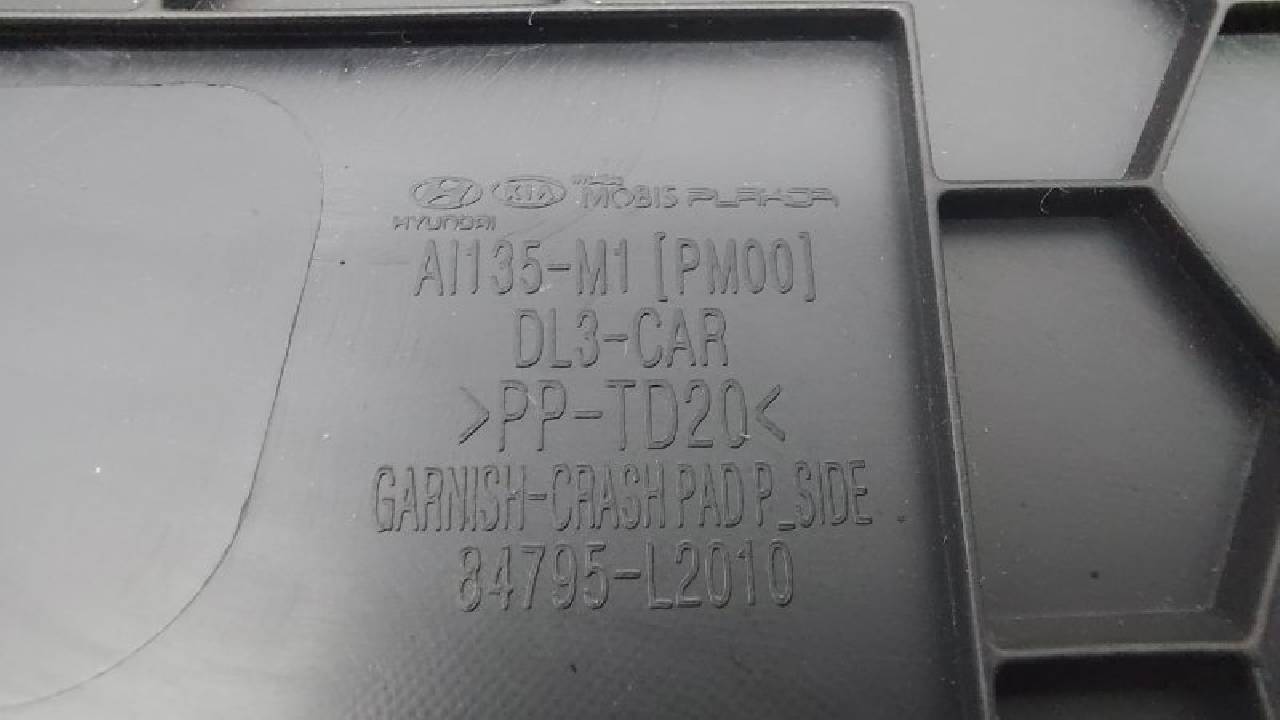 KIA MOBIS PLAKOR
HYUNDAI
AI135-M1 [PM00]
DL3-CAR
>PP-TD20<
GARNISH-CRASH PAD P_SIDE
84795-L2010